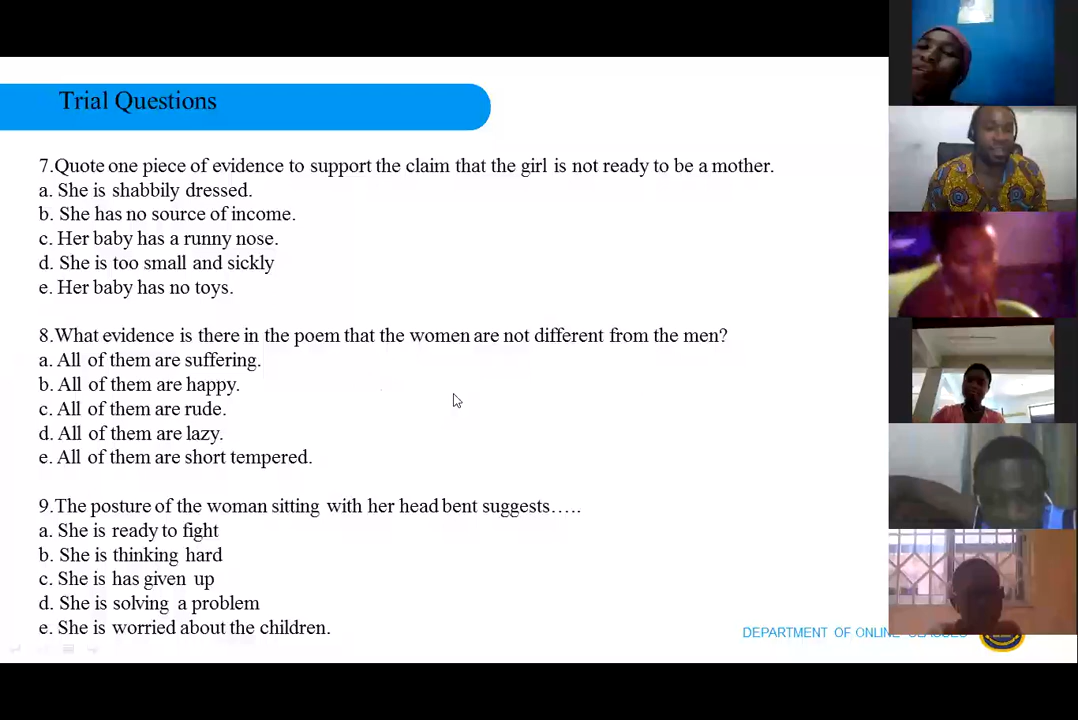 Trial Questions
7.Quote one piece of evidence to support the claim that the girl is not ready to be a mother.
a. She is shabbily dressed.
b. She has no source of income.
c. Her baby has a runny nose.
d. She is too small and sickly
e. Her baby has no toys.
8.What evidence is there in the poem that the women are not different from the men?
a. All of them are suffering.
b. All of them are happy.
c. All of them are rude.
d. All of them are lazy.
e. All of them are short tempered.
9.The posture of the woman sitting with her head bent suggests…..
a. She is ready to fight
b. She is thinking hard
c. She is has given up
d. She is solving a problem
e. She is worried about the children.
DEPARTMENT OF ONLINE CLASSES